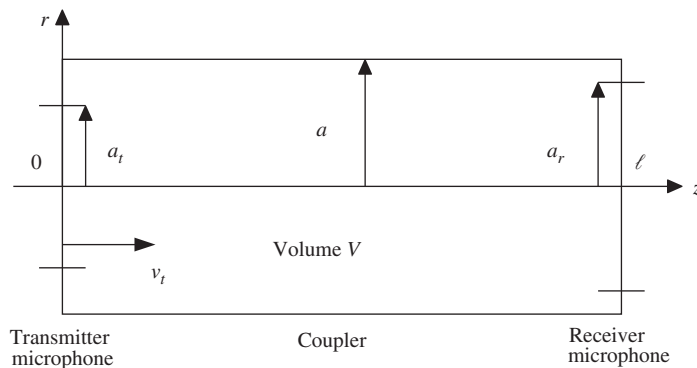 r
a
a_t
a_r
0
ℓ
z
Volume V
v_t
Transmitter
microphone
Coupler
Receiver
microphone